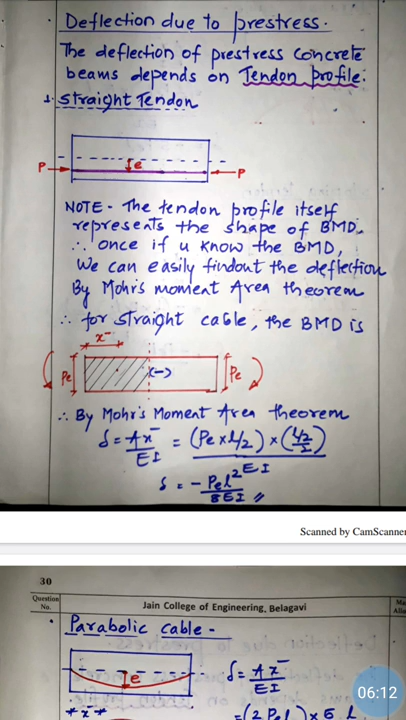 • Deflection due to prestress.
The deflection of prestress concrete
beams depends on Tendon profile.
1. Straight Tendon
P e P
NOTE - The tendon profile itself
represents the shape of BMD.
∴ once if u know the BMD,
We can easily findout the deflection
By Mohr's moment Area theorem
∴ for straight cable, the BMD is
x̄
Pe (-) Pe
∴ By Mohr's Moment Area theorem
δ = Ax̄/EI = (Pe x L/2) x (L/2/2)/EI
δ = -Pel²/8EI //
Scanned by CamScanner
30
Question No. Jain College of Engineering, Belagavi
• Parabolic cable -
e δ = Ax̄/EI
x̄
06:12